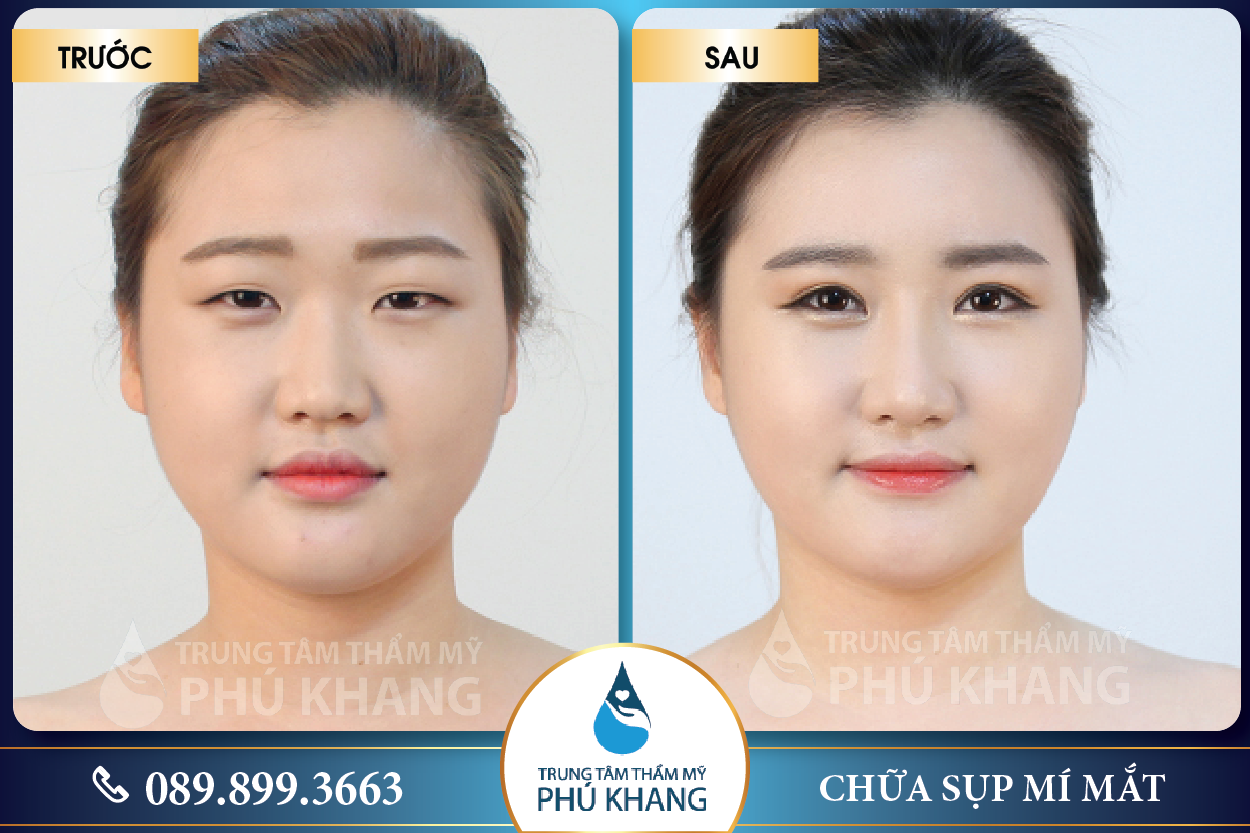 TRƯỚC
SAU
TRUNG TÂM THẨM MỸ
PHÚ KHANG
TRUNG TÂM THẨM MỸ
PHÚ KHANG
089.899.3663
TRUNG TÂM THẨM MỸ
PHÚ KHANG
CHỮA SỤP MÍ MẮT